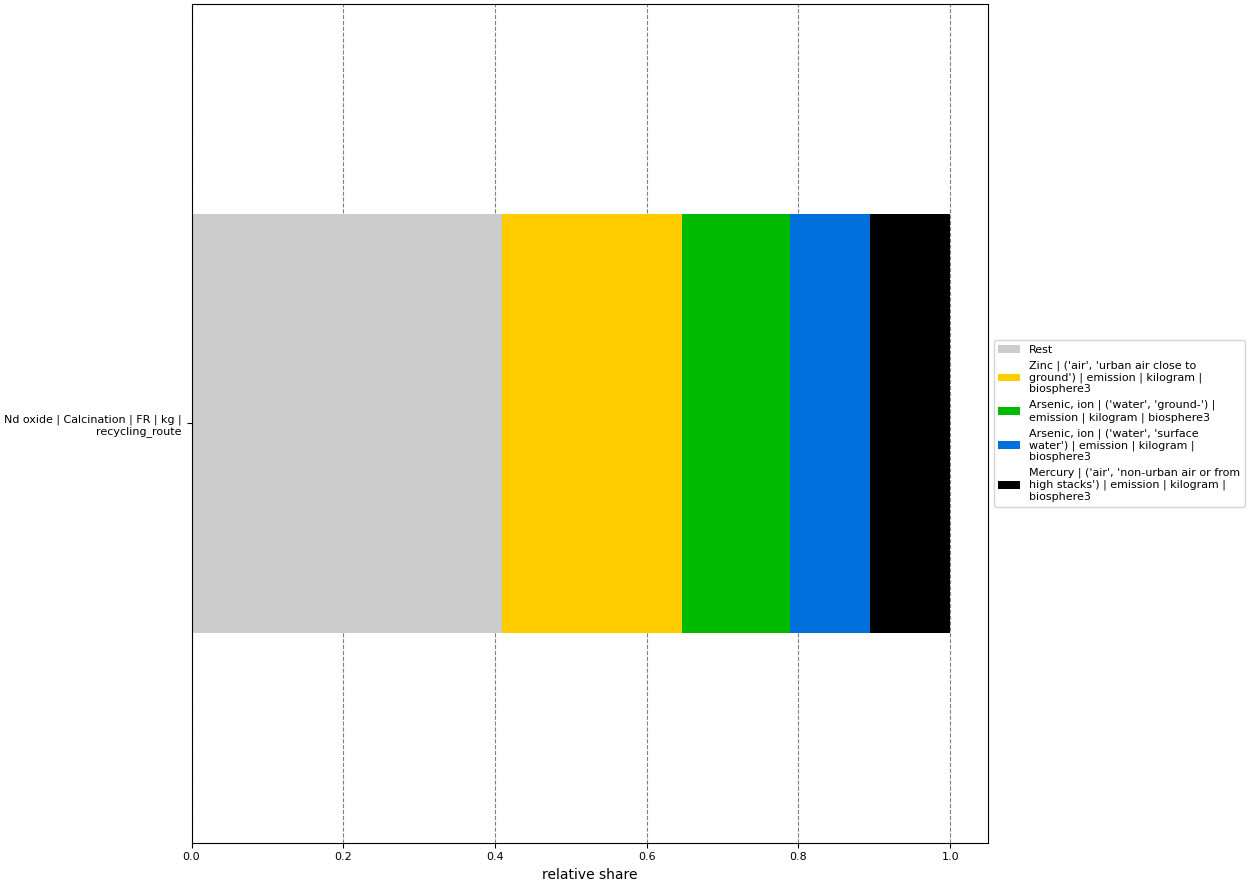 Nd oxide | Calcination | FR | kg |
recycling_route
0.0
0.2
0.4
0.6
0.8
1.0
relative share
Rest
Zinc | ('air', 'urban air close to
ground') | emission | kilogram |
biosphere3
Arsenic, ion | ('water', 'ground-') |
emission | kilogram | biosphere3
Arsenic, ion | ('water', 'surface
water') | emission | kilogram |
biosphere3
Mercury | ('air', 'non-urban air or from
high stacks') | emission | kilogram |
biosphere3